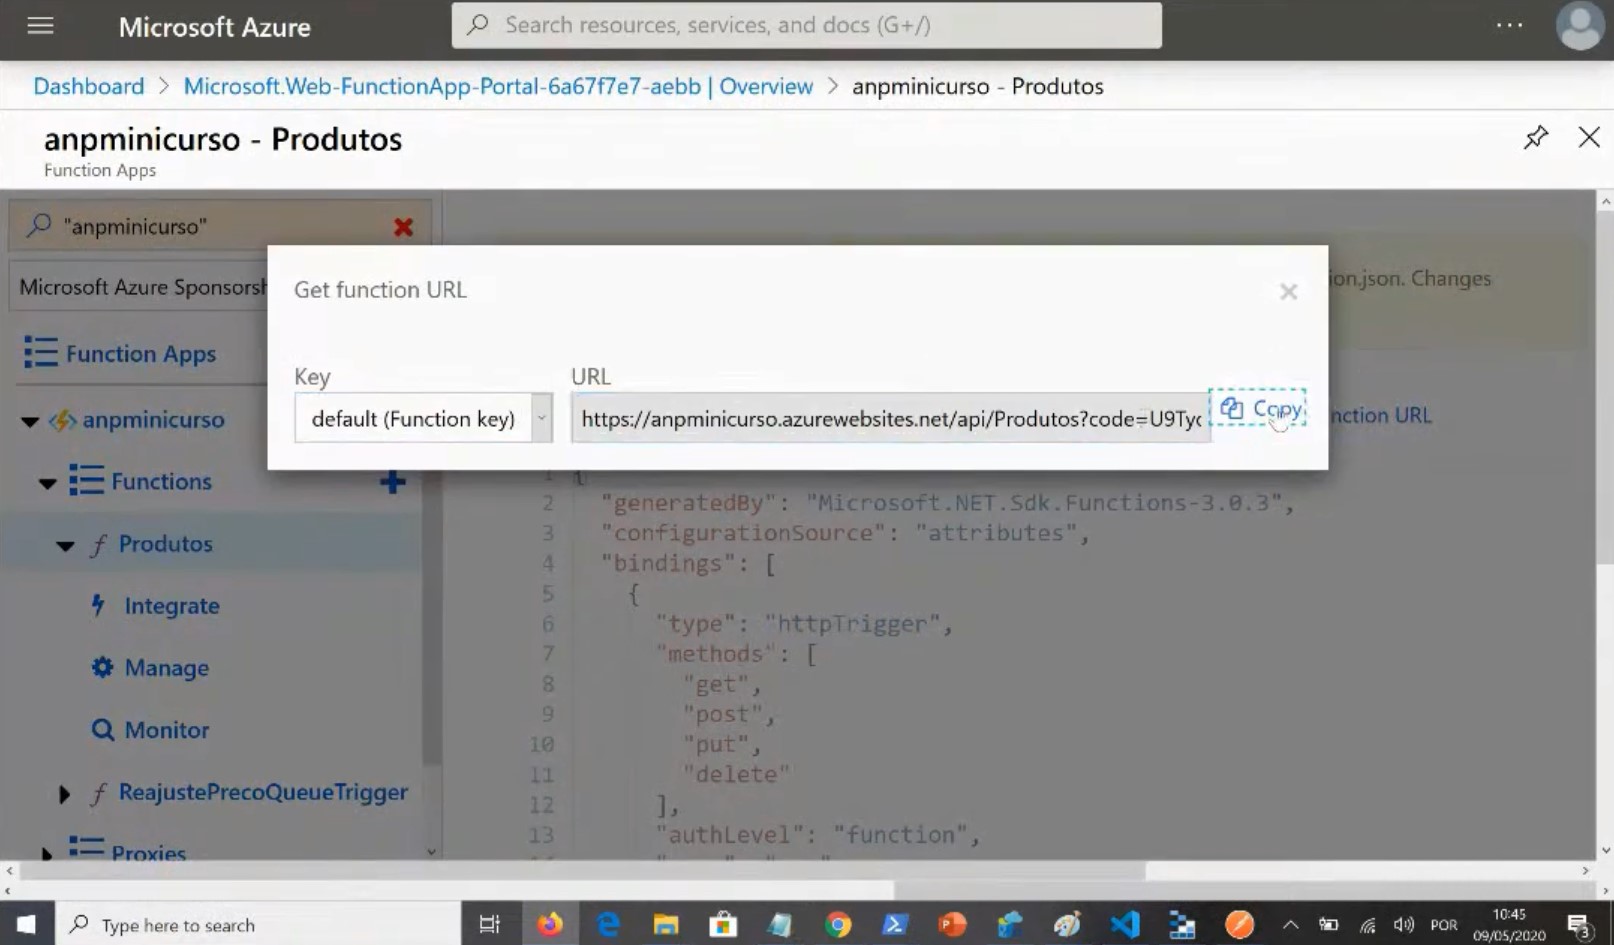 Microsoft Azure
Search resources, services, and docs (G+/)
Dashboard > Microsoft.Web-FunctionApp-Portal-6a67f7e7-aebb | Overview > anpminicurso - Produtos
anpminicurso - Produtos
Function Apps
"anpminicurso"
Microsoft Azure Sponsorsh
ion.json. Changes
Get function URL
Key
URL
default (Function key)
https://anpminicurso.azurewebsites.net/api/Produtos?code=U9Tyc
Copy
nction URL
Function Apps
anpminicurso
Functions
Produtos
Integrate
Manage
Monitor
ReajustePrecoQueueTrigger
Proxies
1 {
2 "generatedBy": "Microsoft.NET.Sdk.Functions-3.0.3",
3 "configurationSource": "attributes",
4 "bindings": [
5 {
6 "type": "httpTrigger",
7 "methods": [
8 "get",
9 "post",
10 "put",
11 "delete"
12 ],
13 "authLevel": "function",
Type here to search
POR
10:45
09/05/2020
3